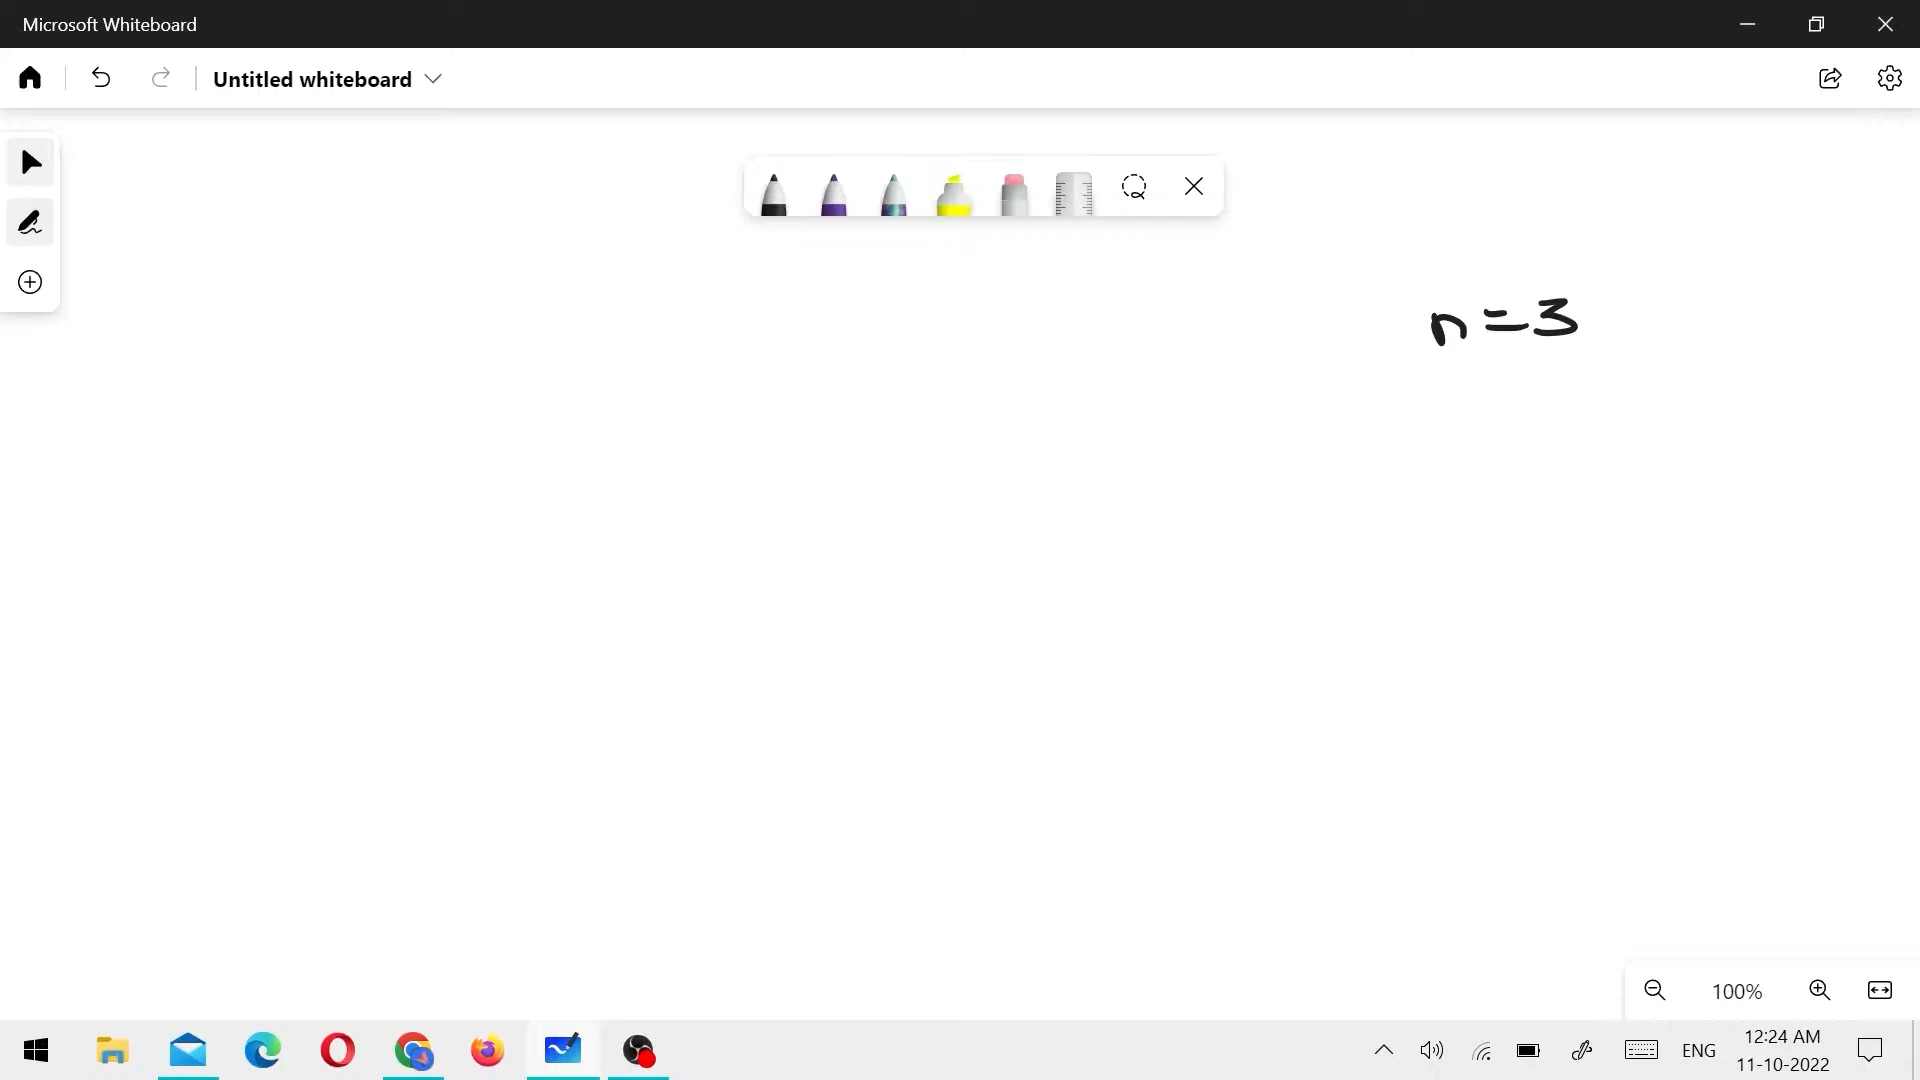 Microsoft Whiteboard
Untitled whiteboard
n=3
100%
ENG
12:24 AM
11-10-2022